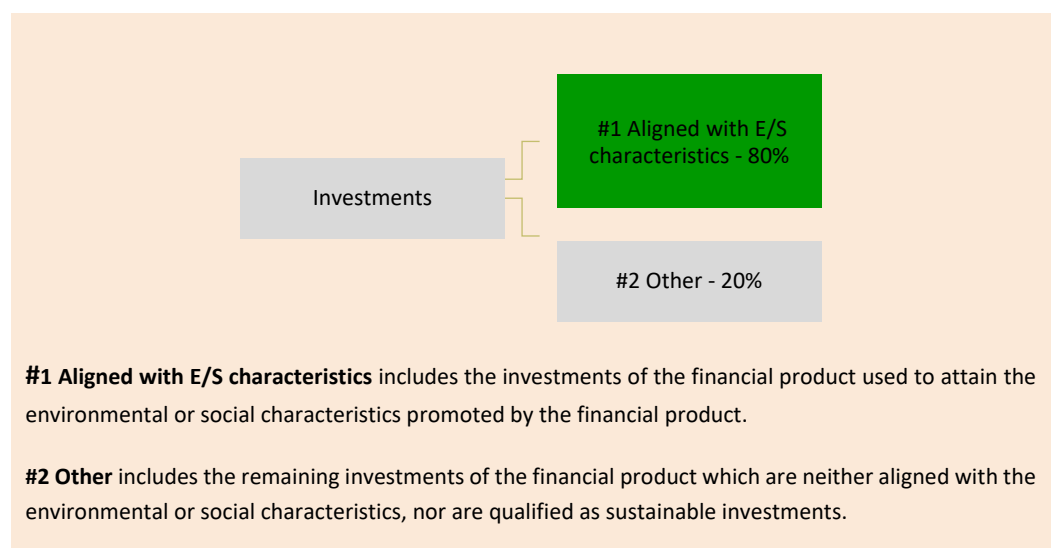 #1 Aligned with E/S
characteristics - 80%
Investments
#2 Other - 20%
#1 Aligned with E/S characteristics includes the investments of the financial product used to attain the
environmental or social characteristics promoted by the financial product.
#2 Other includes the remaining investments of the financial product which are neither aligned with the
environmental or social characteristics, nor are qualified as sustainable investments.